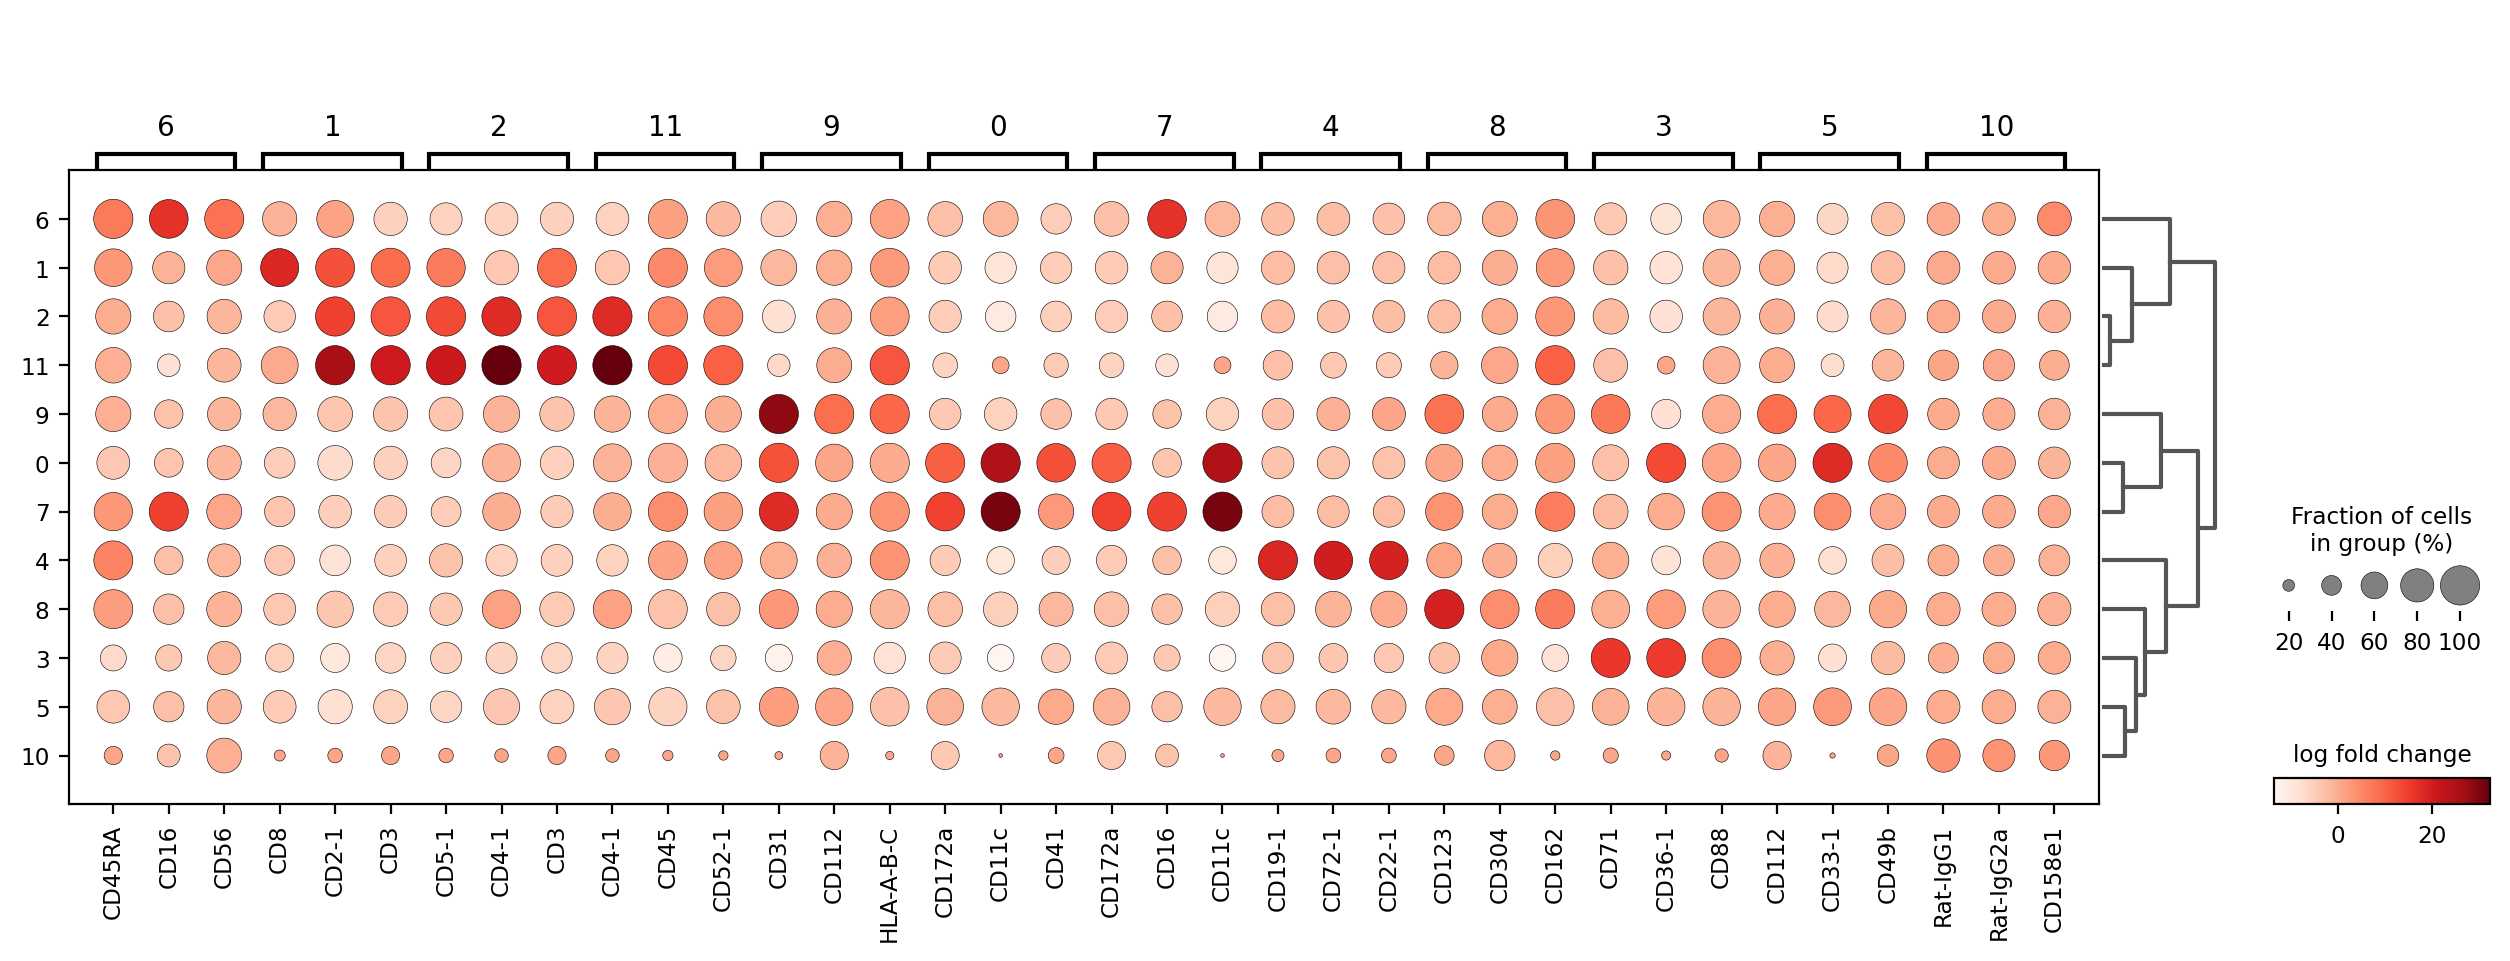 6 1 2 11 9 0 7 4 8 3 5 10
6
1
2
11
9
0
7
4
8
3
5
10
CD45RA
CD16
CD56
CD8
CD2-1
CD3
CD5-1
CD4-1
CD3
CD4-1
CD45
CD52-1
CD31
CD112
HLA-A-B-C
CD172a
CD11c
CD41
CD172a
CD16
CD11c
CD19-1
CD72-1
CD22-1
CD123
CD304
CD162
CD71
CD36-1
CD88
CD112
CD33-1
CD49b
Rat-IgG1
Rat-IgG2a
CD158e1
Fraction of cells
in group (%)
20 40 60 80 100
log fold change
0 20